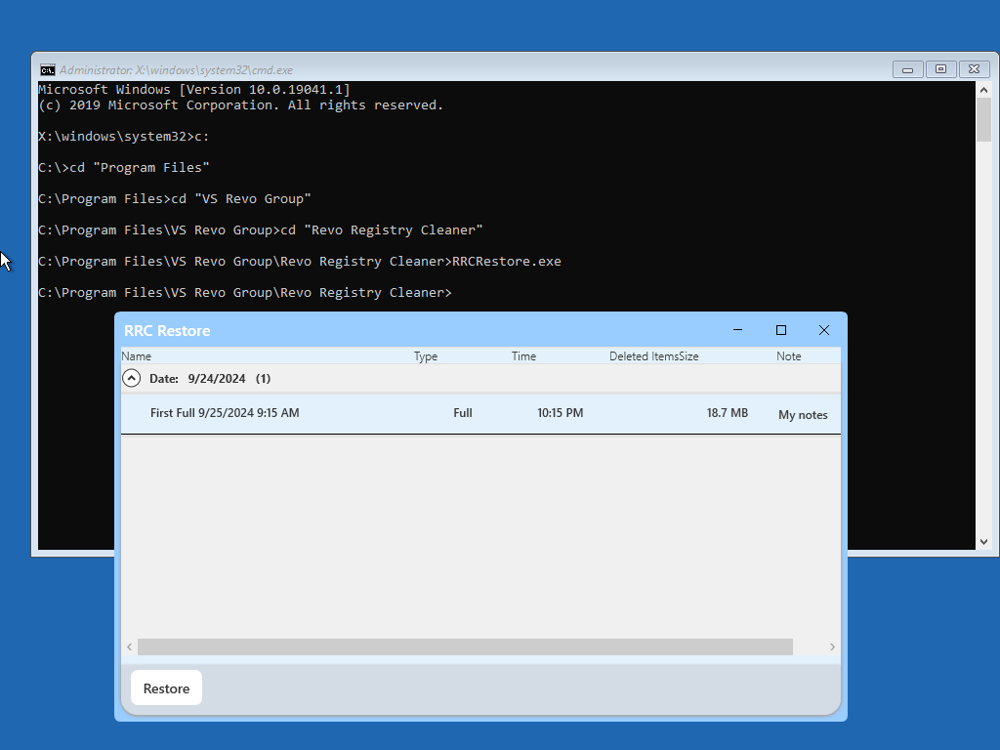 Administrator: X:\windows\system32\cmd.exe
Microsoft Windows [Version 10.0.19041.1]
(c) 2019 Microsoft Corporation. All rights reserved.
X:\windows\system32>c:
C:\>cd "Program Files"
C:\Program Files>cd "VS Revo Group"
C:\Program Files\VS Revo Group>cd "Revo Registry Cleaner"
C:\Program Files\VS Revo Group\Revo Registry Cleaner>RRCRestore.exe
C:\Program Files\VS Revo Group\Revo Registry Cleaner>
RRC Restore
Name Type Time Deleted ItemsSize Note
Date: 9/24/2024 (1)
First Full 9/25/2024 9:15 AM Full 10:15 PM 18.7 MB My notes
Restore